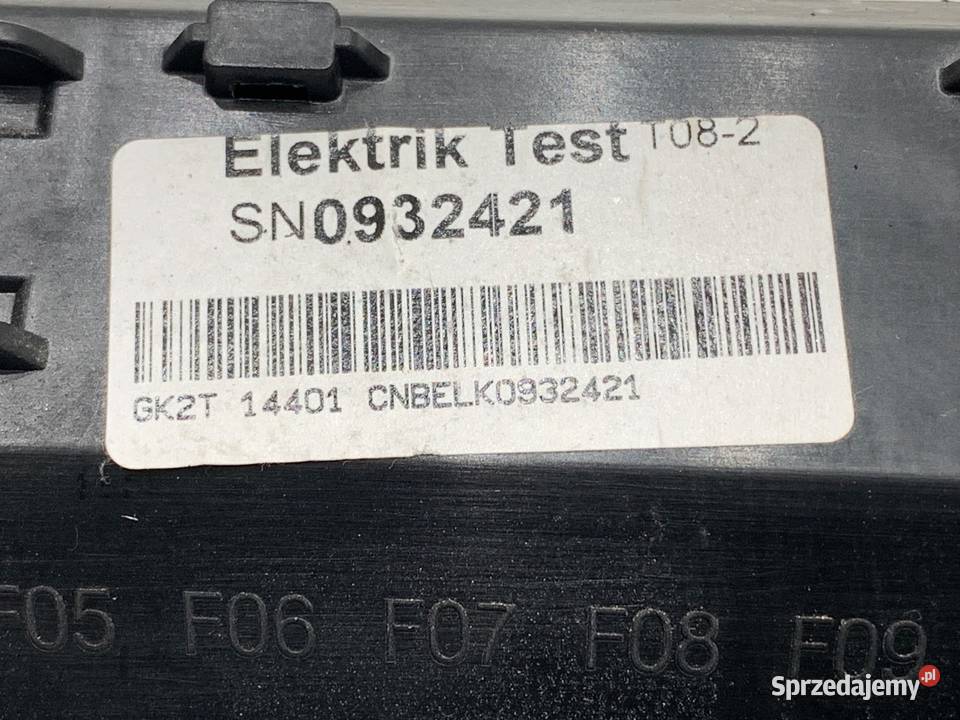 Elektrik Test T08-2
SN0932421
GK2T 14401 CNBELK0932421
F05 F06 F07 F08 F09
Sprzedajemy.pl